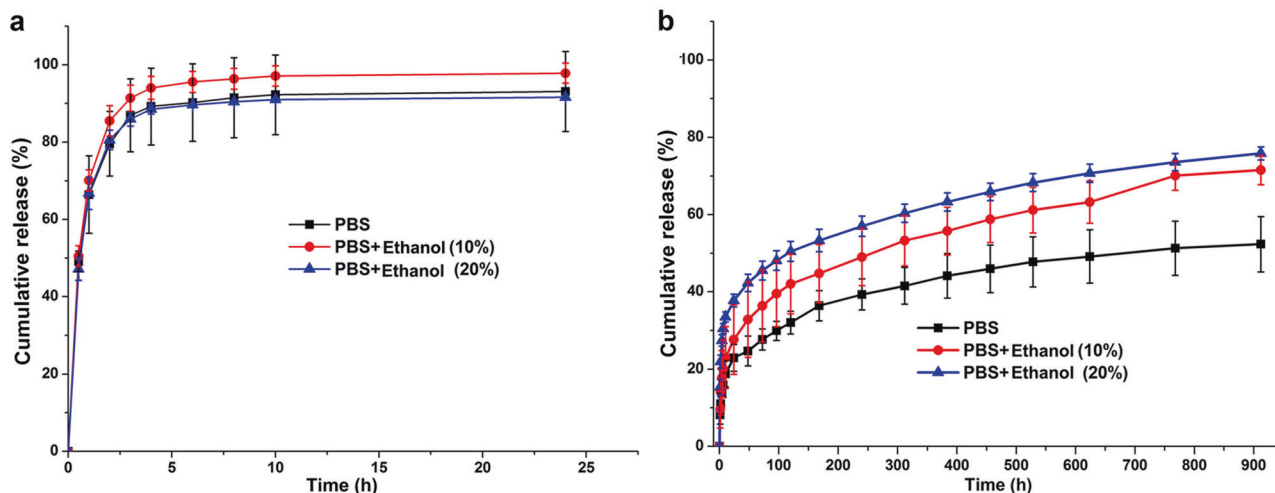 a
Cumulative release (%)
100
80
60
40
20
0
PBS
PBS+Ethanol (10%)
PBS+Ethanol (20%)
0 5 10 15 20 25
Time (h)
b
Cumulative release (%)
100
80
60
40
20
0
PBS
PBS+Ethanol (10%)
PBS+Ethanol (20%)
0 100 200 300 400 500 600 700 800 900
Time (h)